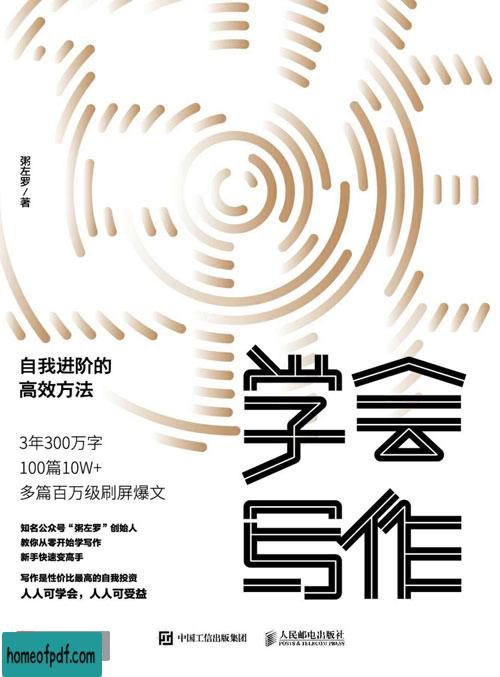 粥左罗/著
自我进阶的
高效方法
学会
写作
3年300万字
100篇10W+
多篇百万级刷屏爆文
知名公众号“粥左罗”创始人
教你从零开始学写作
新手快速变高手
写作是性价比最高的自我投资
人人可学会，人人可受益
中国工信出版集团
人民邮电出版社
POSTS & TELECOM PRESS
homeofpdf.com